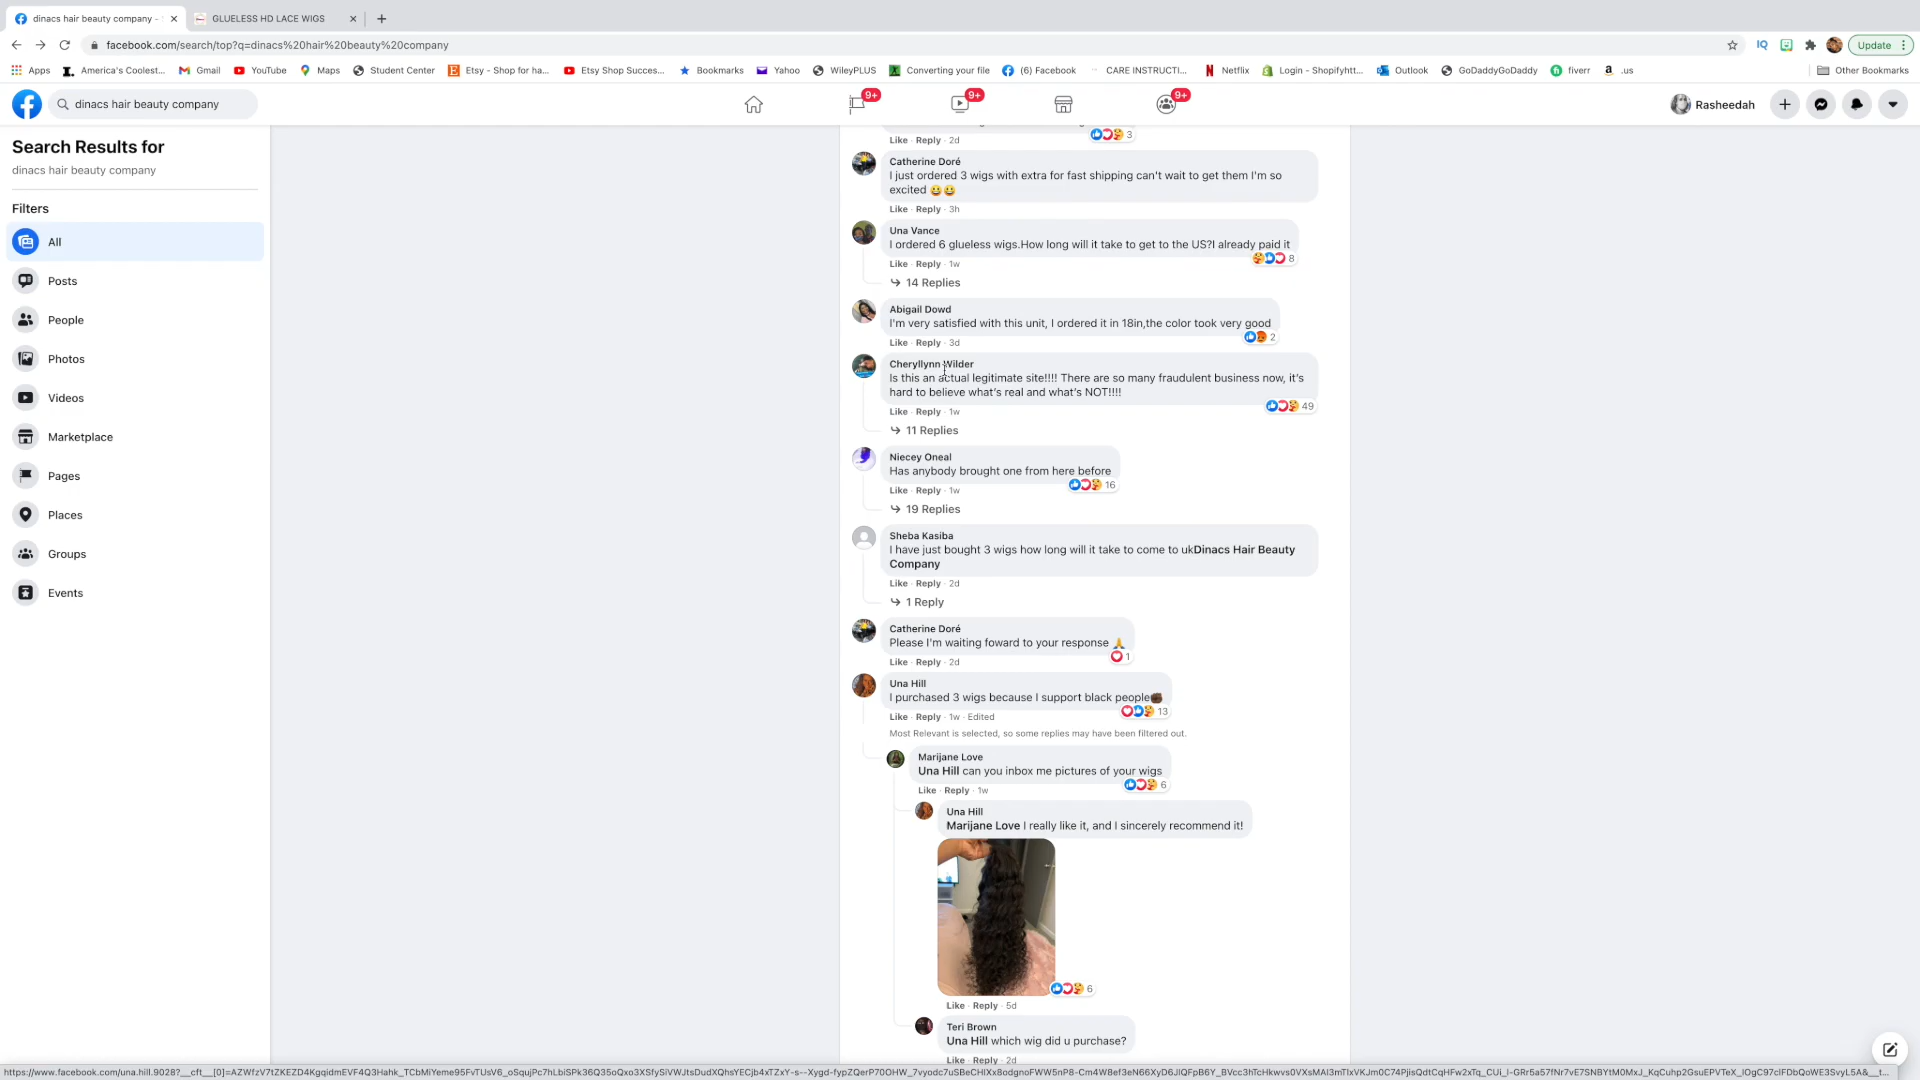 dinacs hair beauty company -
GLUELESS HD LACE WIGS
facebook.com/search/top?q=dinacs%20hair%20beauty%20company
IQ
Update
Apps
America's Coolest...
Gmail
YouTube
Maps
Student Center
Etsy - Shop for ha...
Etsy Shop Succes...
Bookmarks
Yahoo
WileyPLUS
Converting your file
(6) Facebook
CARE INSTRUCTI...
Netflix
Login - Shopifyhtt...
Outlook
GoDaddyGoDaddy
fiverr
.us
Other Bookmarks
dinacs hair beauty company
9+
9+
9+
Rasheedah
Search Results for
dinacs hair beauty company
Filters
All
Posts
People
Photos
Videos
Marketplace
Pages
Places
Groups
Events
3
Like · Reply · 2d
Catherine Doré
I just ordered 3 wigs with extra for fast shipping can't wait to get them I'm so
excited 😀😀
Like · Reply · 3h
Una Vance
I ordered 6 glueless wigs.How long will it take to get to the US?I already paid it
8
Like · Reply · 1w
14 Replies
Abigail Dowd
I'm very satisfied with this unit, I ordered it in 18in,the color took very good
2
Like · Reply · 3d
Cheryllynn Wilder
Is this an actual legitimate site!!!! There are so many fraudulent business now, it's
hard to believe what's real and what's NOT!!!!
49
Like · Reply · 1w
11 Replies
Niecey Oneal
Has anybody brought one from here before
16
Like · Reply · 1w
19 Replies
Sheba Kasiba
I have just bought 3 wigs how long will it take to come to ukDinacs Hair Beauty
Company
Like · Reply · 2d
1 Reply
Catherine Doré
Please I'm waiting foward to your response 🙏
1
Like · Reply · 2d
Una Hill
I purchased 3 wigs because I support black people✊🏿
13
Like · Reply · 1w · Edited
Most Relevant is selected, so some replies may have been filtered out.
Marijane Love
Una Hill can you inbox me pictures of your wigs
6
Like · Reply · 1w
Una Hill
Marijane Love I really like it, and I sincerely recommend it!
6
Like · Reply · 5d
Teri Brown
Una Hill which wig did u purchase?
Like · Reply · 2d